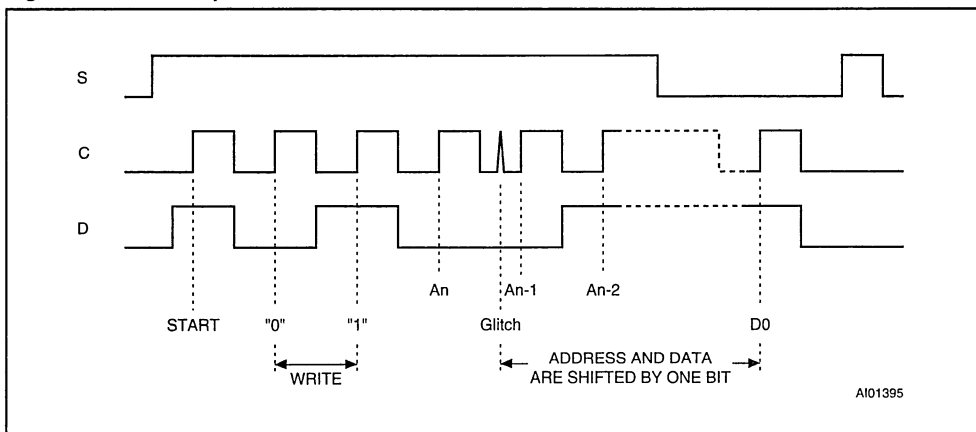 S
C
D
An An-1 An-2
START "0" "1" Glitch D0
WRITE
ADDRESS AND DATA
ARE SHIFTED BY ONE BIT
AI01395